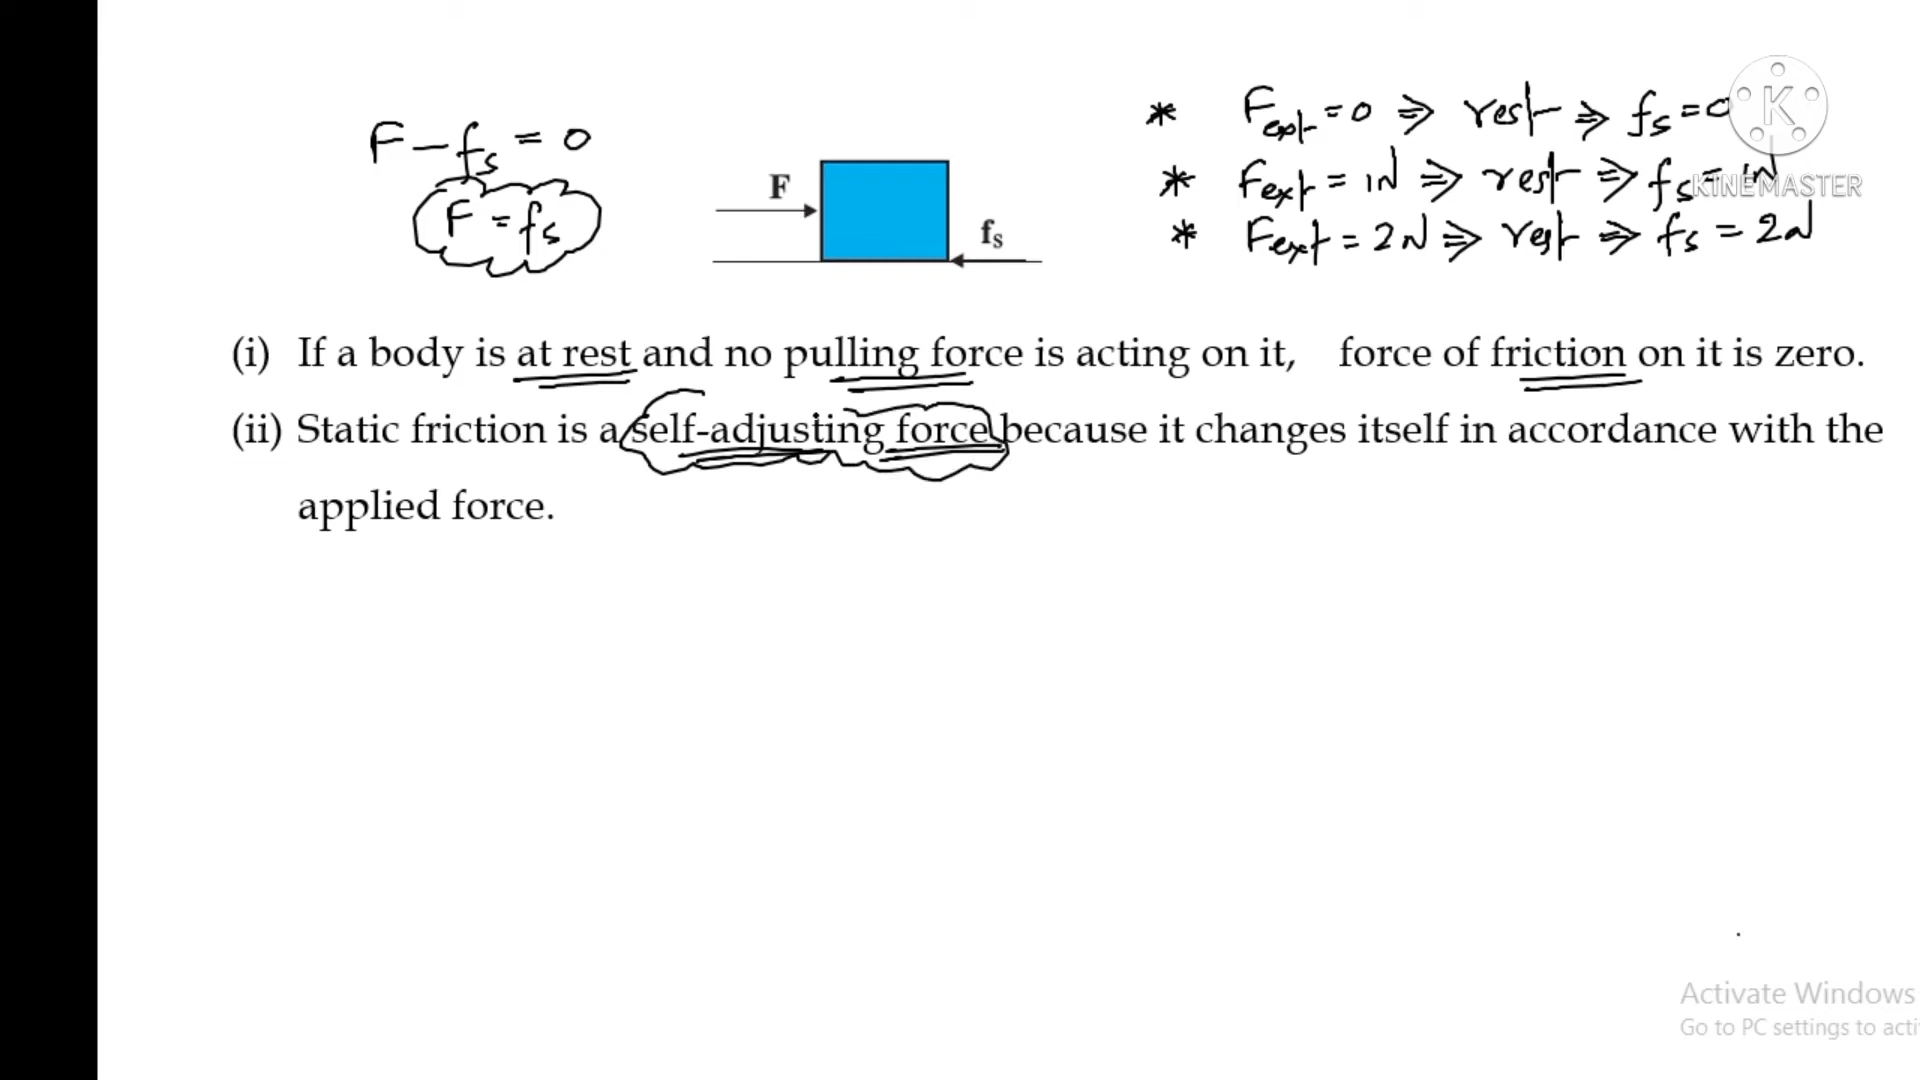 F - fs = 0
F = fs
F
fs
* Fext = 0 ⇒ rest ⇒ fs = 0
* Fext = 1N ⇒ rest ⇒ fs = 1N
* Fext = 2N ⇒ rest ⇒ fs = 2N
K
KINEMASTER
(i) If a body is at rest and no pulling force is acting on it, force of friction on it is zero.
(ii) Static friction is a self-adjusting force because it changes itself in accordance with the
applied force.
Activate Windows
Go to PC settings to acti